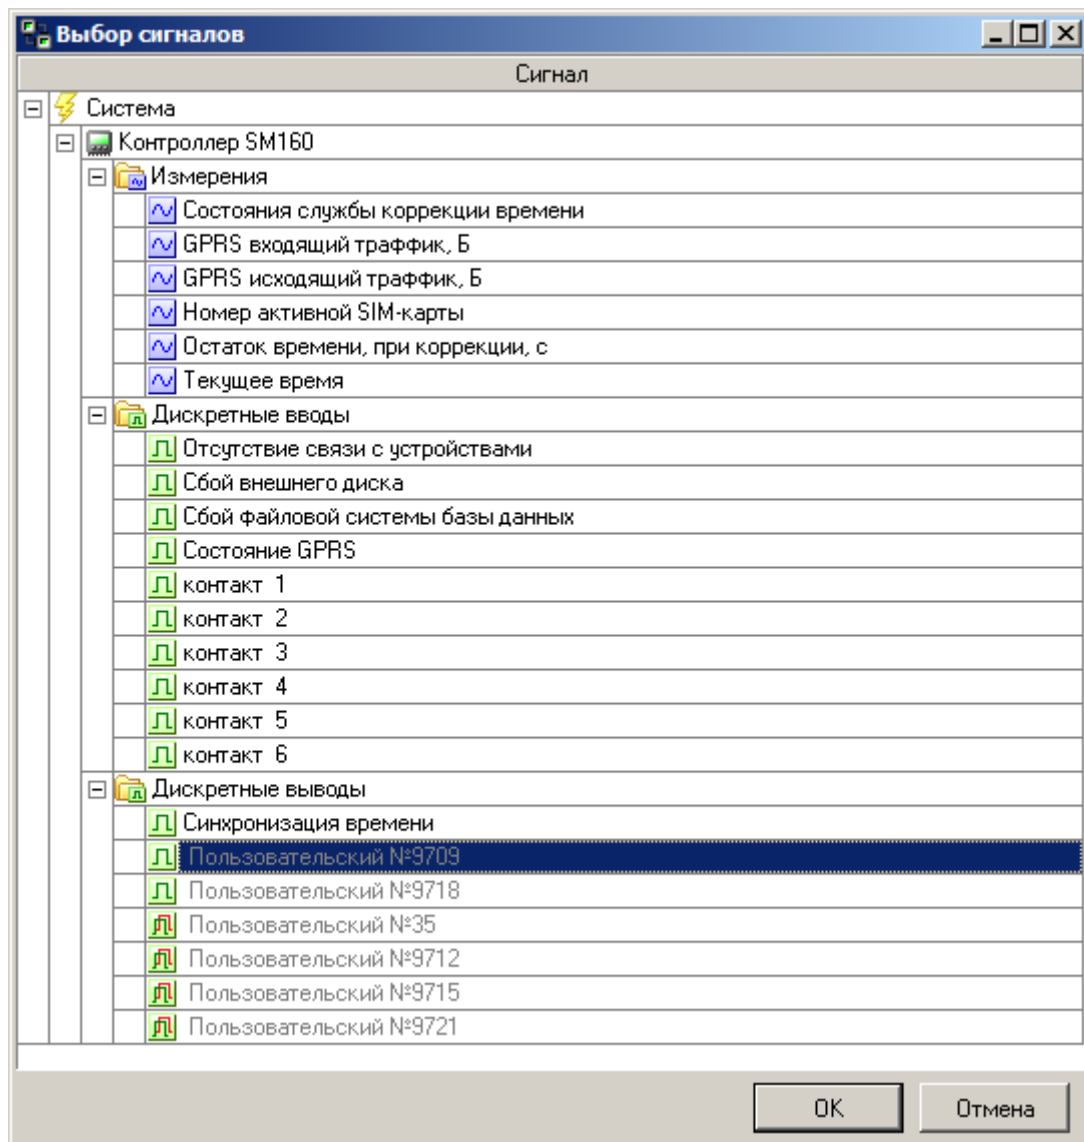 Выбор сигналов
Сигнал
Система
Контроллер SM160
Измерения
Состояния службы коррекции времени
GPRS входящий траффик, Б
GPRS исходящий траффик, Б
Номер активной SIM-карты
Остаток времени, при коррекции, с
Текущее время
Дискретные вводы
Отсутствие связи с устройствами
Сбой внешнего диска
Сбой файловой системы базы данных
Состояние GPRS
контакт 1
контакт 2
контакт 3
контакт 4
контакт 5
контакт 6
Дискретные выводы
Синхронизация времени
Пользовательский №9709
Пользовательский №9718
Пользовательский №35
Пользовательский №9712
Пользовательский №9715
Пользовательский №9721
OK Отмена